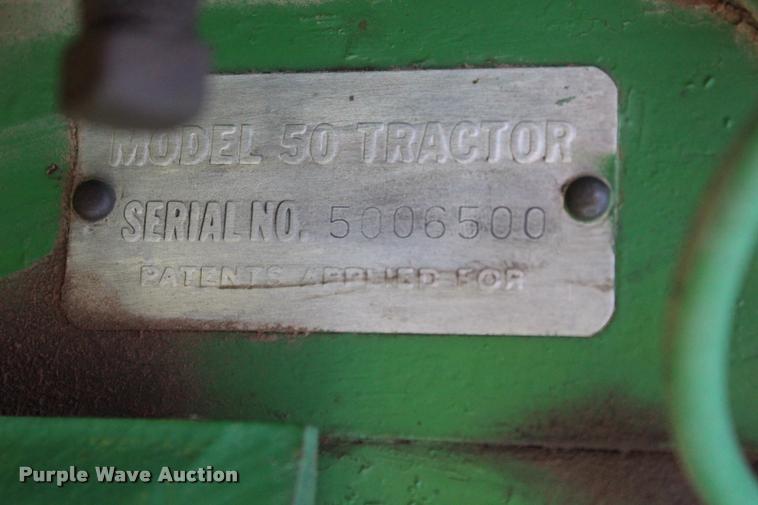 MODEL 50 TRACTOR
SERIAL NO. 5006500
PATENTS APPLIED FOR
Purple Wave Auction